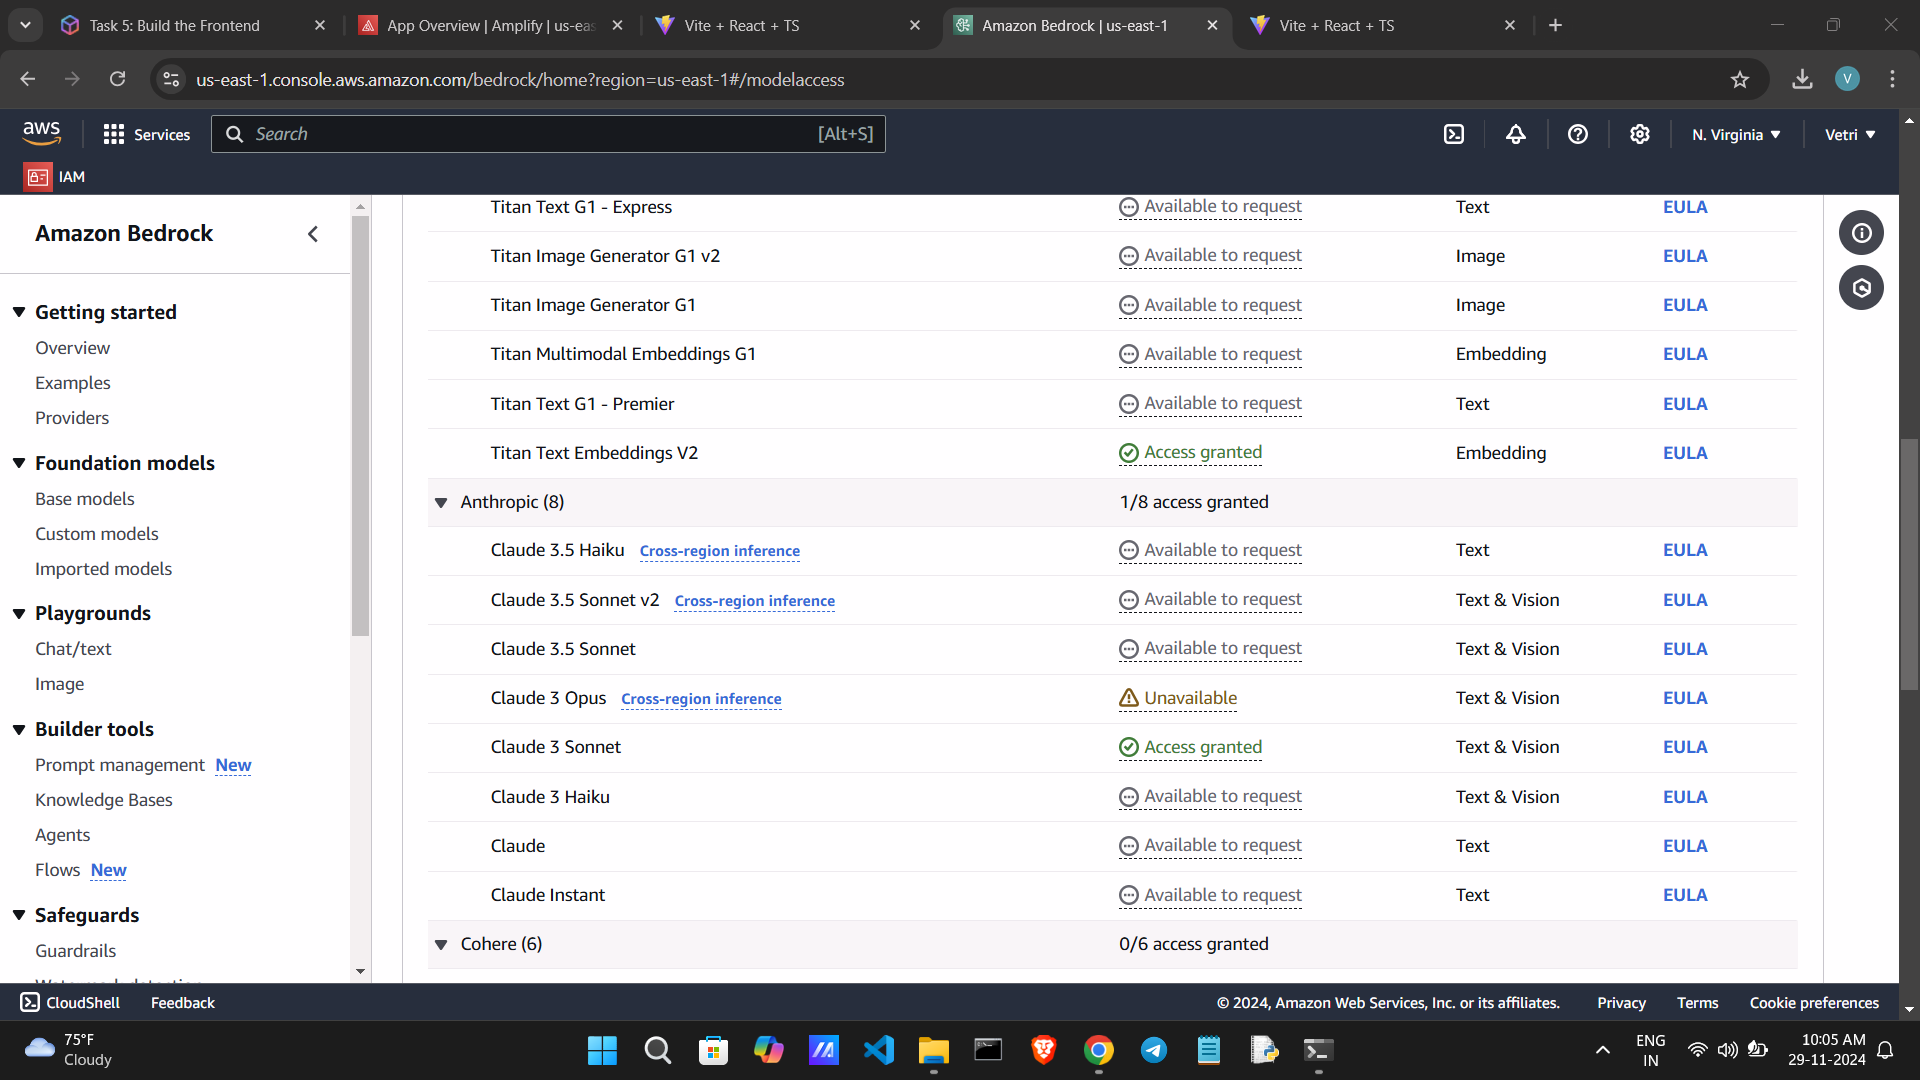 Task 5: Build the Frontend
App Overview | Amplify | us-eas
Vite + React + TS
Amazon Bedrock | us-east-1
Vite + React + TS
us-east-1.console.aws.amazon.com/bedrock/home?region=us-east-1#/modelaccess
V
aws
Services
Search
[Alt+S]
N. Virginia
Vetri
IAM
Amazon Bedrock
Getting started
Overview
Examples
Providers
Foundation models
Base models
Custom models
Imported models
Playgrounds
Chat/text
Image
Builder tools
Prompt management New
Knowledge Bases
Agents
Flows New
Safeguards
Guardrails
Titan Text G1 - Express Available to request Text EULA
Titan Image Generator G1 v2 Available to request Image EULA
Titan Image Generator G1 Available to request Image EULA
Titan Multimodal Embeddings G1 Available to request Embedding EULA
Titan Text G1 - Premier Available to request Text EULA
Titan Text Embeddings V2 Access granted Embedding EULA
Anthropic (8) 1/8 access granted
Claude 3.5 Haiku Cross-region inference Available to request Text EULA
Claude 3.5 Sonnet v2 Cross-region inference Available to request Text & Vision EULA
Claude 3.5 Sonnet Available to request Text & Vision EULA
Claude 3 Opus Cross-region inference Unavailable Text & Vision EULA
Claude 3 Sonnet Access granted Text & Vision EULA
Claude 3 Haiku Available to request Text & Vision EULA
Claude Available to request Text EULA
Claude Instant Available to request Text EULA
Cohere (6) 0/6 access granted
CloudShell
Feedback
© 2024, Amazon Web Services, Inc. or its affiliates.
Privacy
Terms
Cookie preferences
75°F
Cloudy
ENG
IN
10:05 AM
29-11-2024